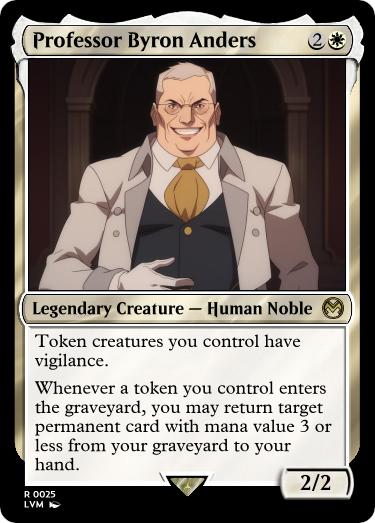 Professor Byron Anders 2
Legendary Creature — Human Noble
Token creatures you control have
vigilance.
Whenever a token you control enters
the graveyard, you may return target
permanent card with mana value 3 or
less from your graveyard to your
hand.
2/2
R 0025
LVM